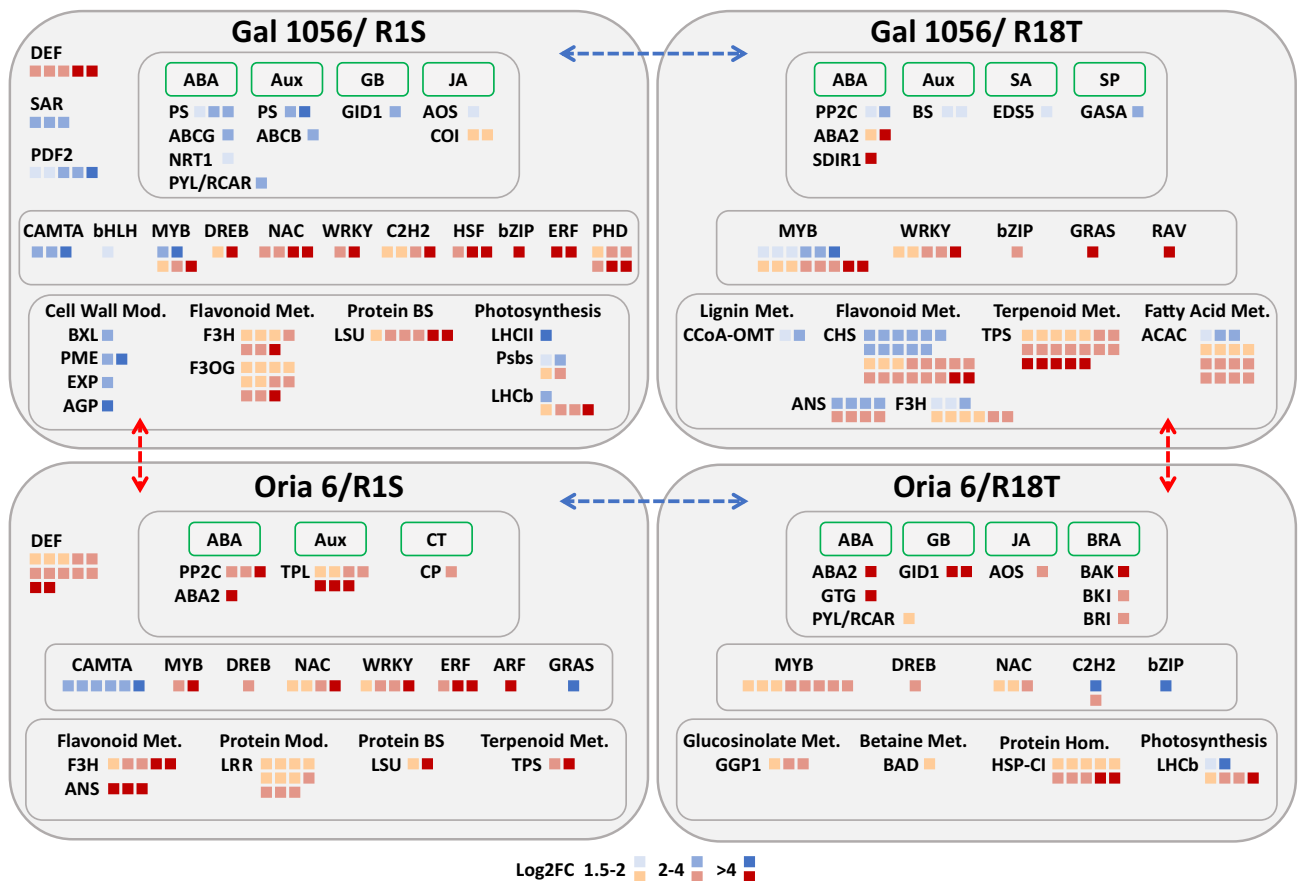 Gal 1056/ R1S
DEF
SAR
PDF2
ABA Aux GB JA
PS PS GID1 AOS
ABCG ABCB COI
NRT1
PYL/RCAR
CAMTA bHLH MYB DREB NAC WRKY C2H2 HSF bZIP ERF PHD
Cell Wall Mod. Flavonoid Met. Protein BS Photosynthesis
BXL F3H LSU LHCII
PME Psbs
EXP F3OG
AGP LHCb
Gal 1056/ R18T
ABA Aux SA SP
PP2C BS EDS5 GASA
ABA2
SDIR1
MYB WRKY bZIP GRAS RAV
Lignin Met. Flavonoid Met. Terpenoid Met. Fatty Acid Met.
CCoA-OMT CHS TPS ACAC
ANS F3H
Oria 6/R1S
DEF
ABA Aux CT
PP2C TPL CP
ABA2
CAMTA MYB DREB NAC WRKY ERF ARF GRAS
Flavonoid Met. Protein Mod. Protein BS Terpenoid Met.
F3H LRR LSU TPS
ANS
Oria 6/R18T
ABA GB JA BRA
ABA2 GID1 AOS BAK
GTG BKI
PYL/RCAR BRI
MYB DREB NAC C2H2 bZIP
Glucosinolate Met. Betaine Met. Protein Hom. Photosynthesis
GGP1 BAD HSP-CI LHCb
Log2FC 1.5-2 2-4 >4